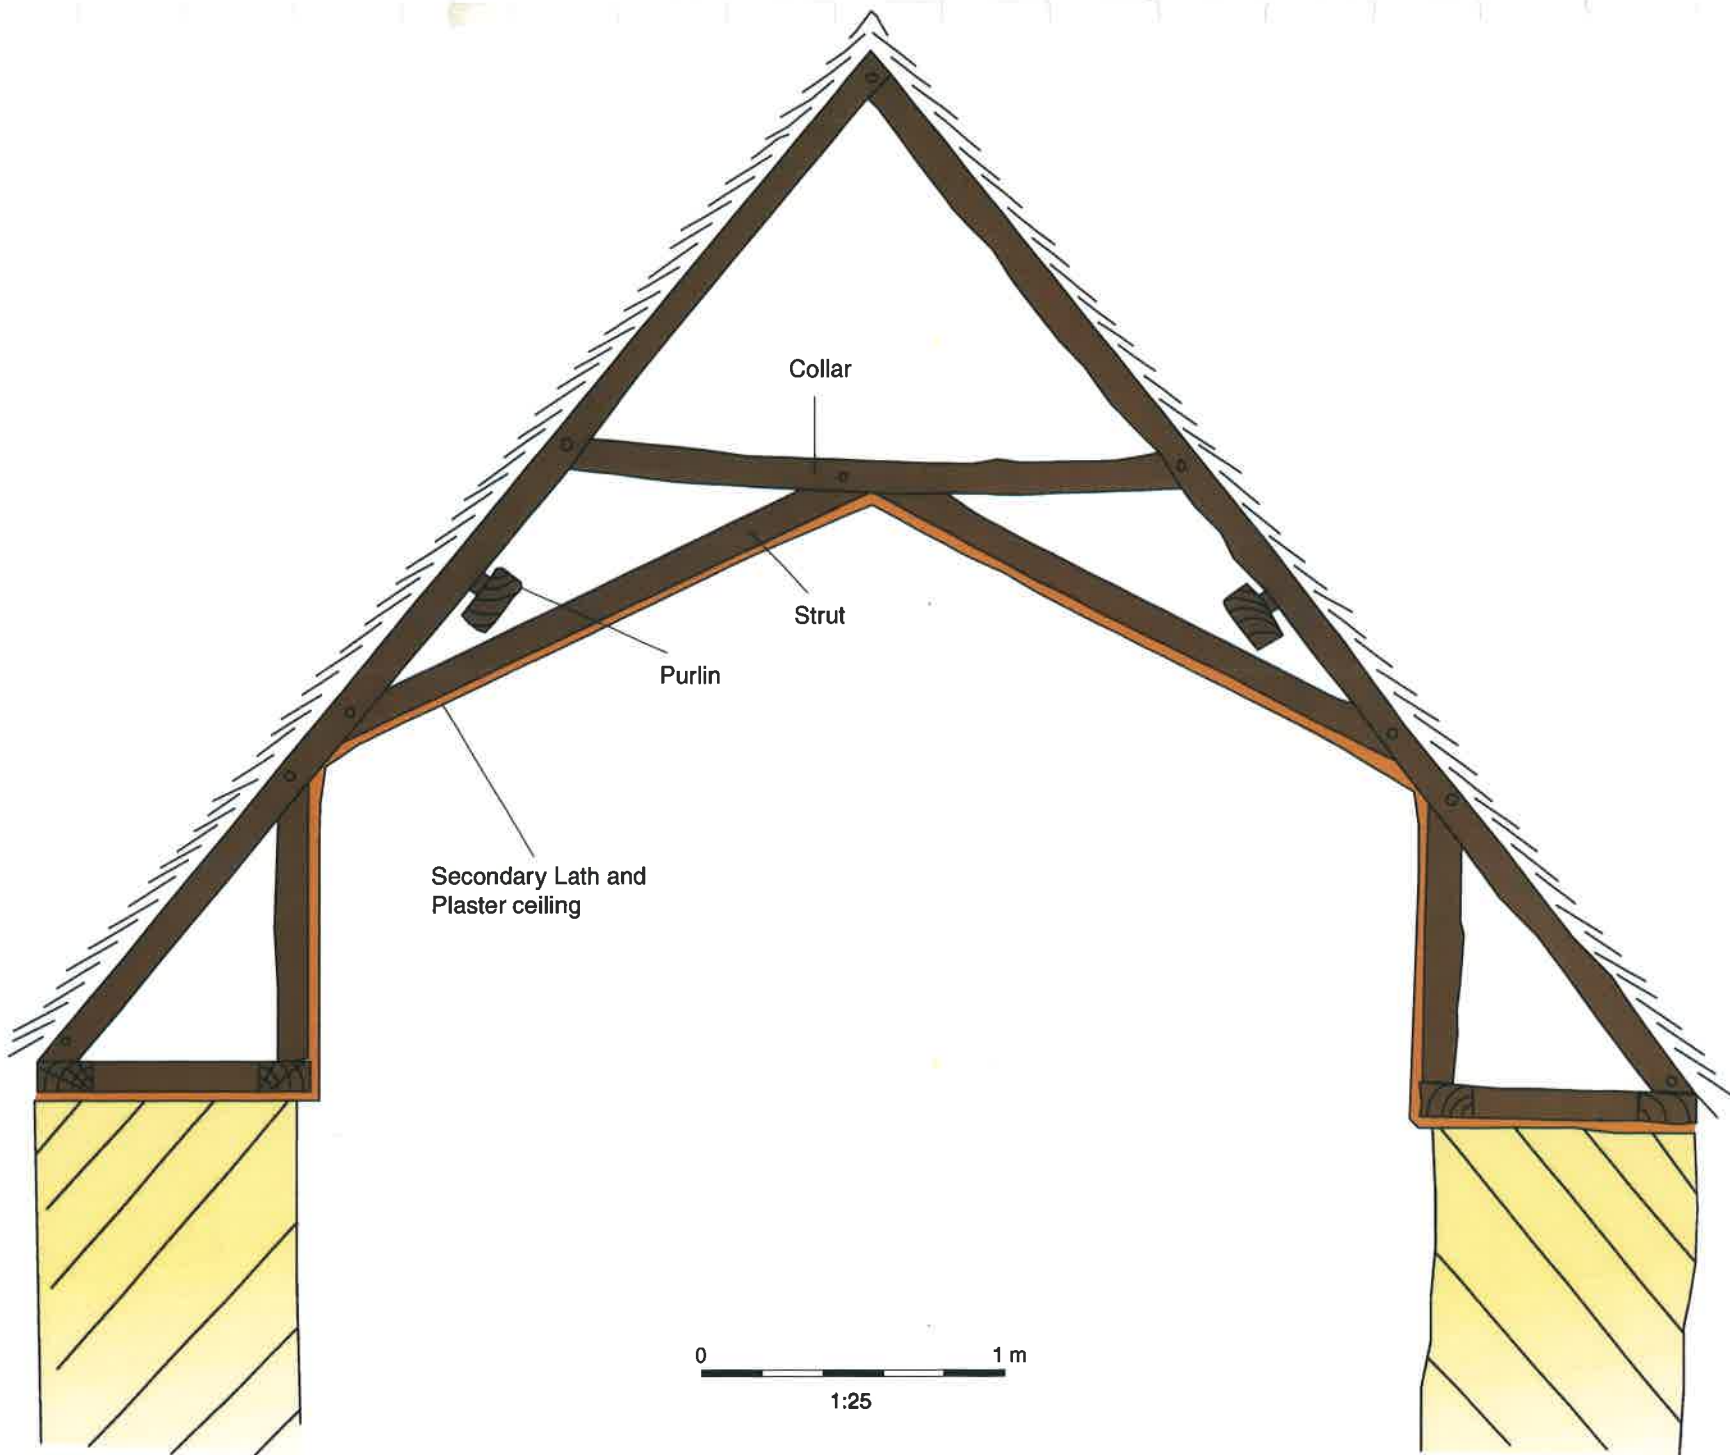 Collar
Strut
Purlin
Secondary Lath and
Plaster ceiling
0 1 m
1:25